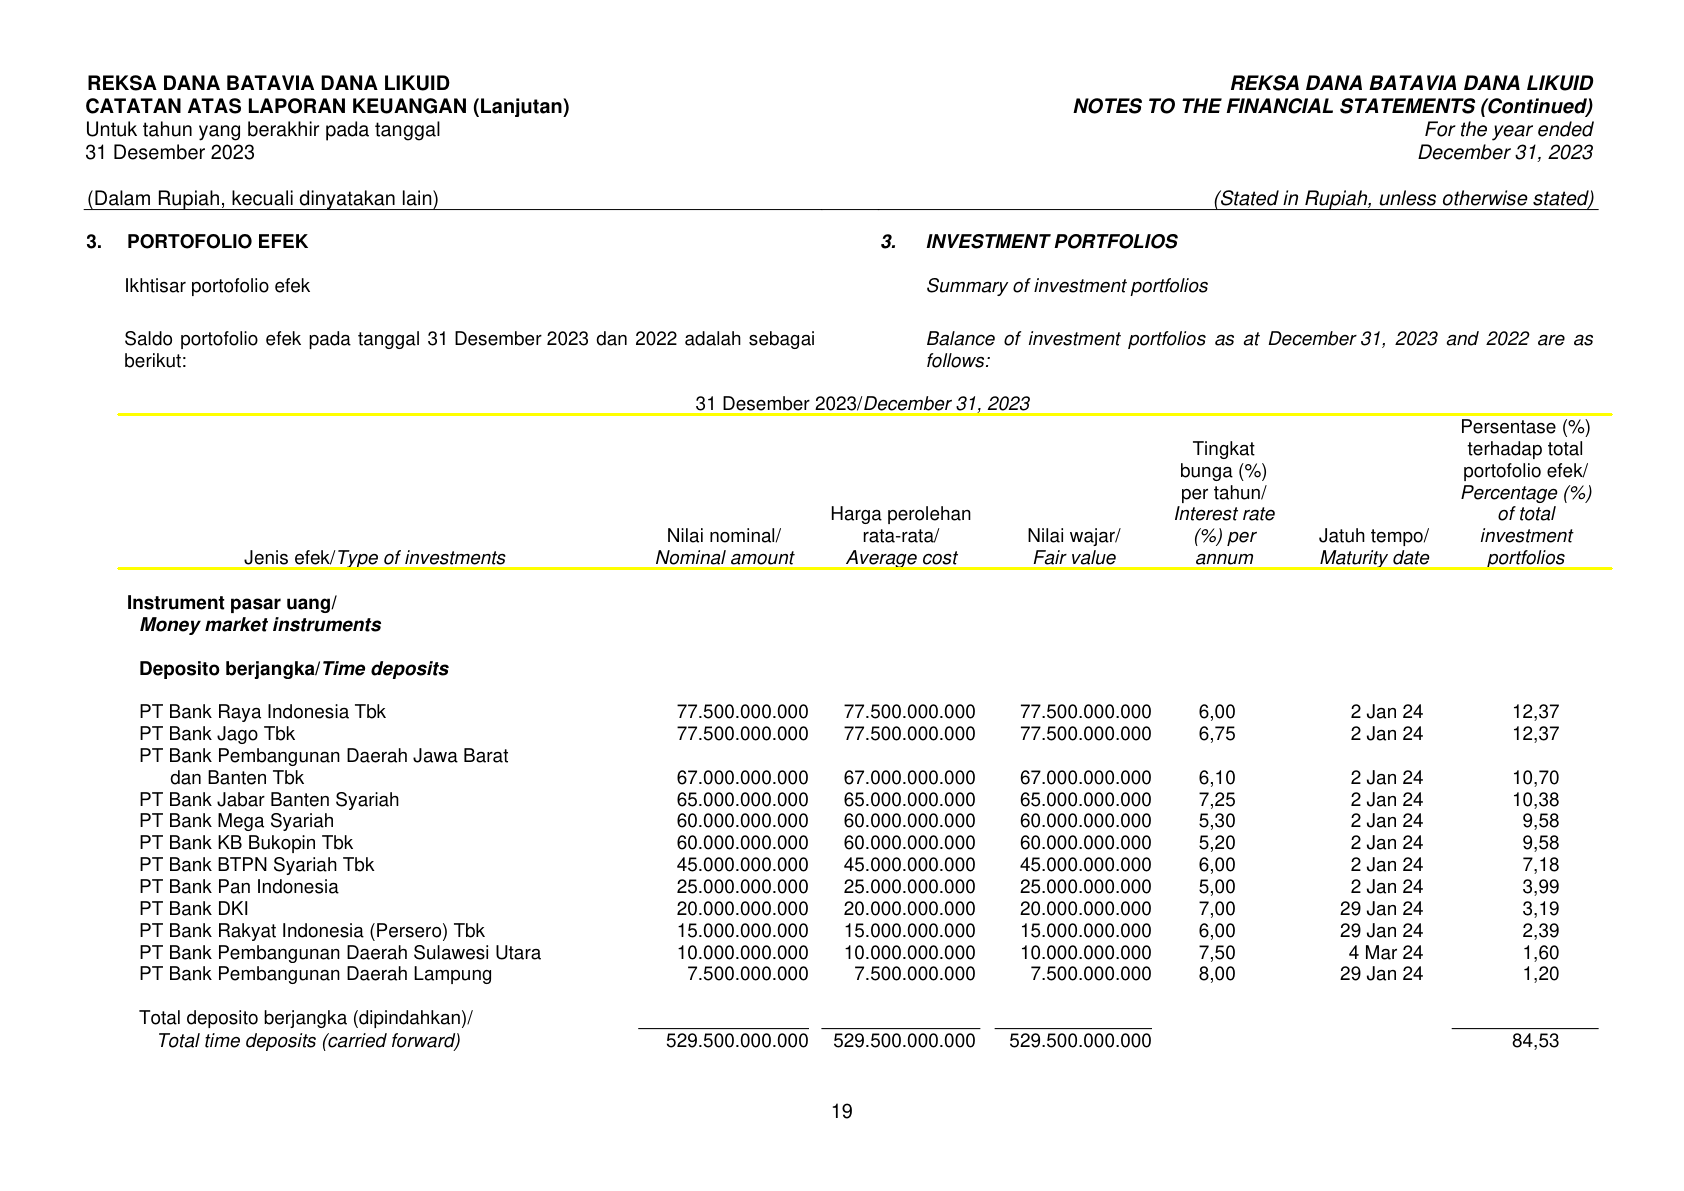 REKSA DANA BATAVIA DANA LIKUID
CATATAN ATAS LAPORAN KEUANGAN (Lanjutan)
Untuk tahun yang berakhir pada tanggal
31 Desember 2023
(Dalam Rupiah, kecuali dinyatakan lain)
REKSA DANA BATAVIA DANA LIKUID
NOTES TO THE FINANCIAL STATEMENTS (Continued)
For the year ended
December 31, 2023
(Stated in Rupiah, unless otherwise stated)
3. PORTOFOLIO EFEK
Ikhtisar portofolio efek
Saldo portofolio efek pada tanggal 31 Desember 2023 dan 2022 adalah sebagai
berikut:
3. INVESTMENT PORTFOLIOS
Summary of investment portfolios
Balance of investment portfolios as at December 31, 2023 and 2022 are as
follows:
31 Desember 2023/December 31, 2023
Jenis efek/Type of investments
Nilai nominal/
Nominal amount
Harga perolehan
rata-rata/
Average cost
Nilai wajar/
Fair value
Tingkat
bunga (%)
per tahun/
Interest rate
(%) per
annum
Jatuh tempo/
Maturity date
Persentase (%)
terhadap total
portofolio efek/
Percentage (%)
of total
investment
portfolios
Instrument pasar uang/
Money market instruments
Deposito berjangka/Time deposits
PT Bank Raya Indonesia Tbk 77.500.000.000 77.500.000.000 77.500.000.000 6,00 2 Jan 24 12,37
PT Bank Jago Tbk 77.500.000.000 77.500.000.000 77.500.000.000 6,75 2 Jan 24 12,37
PT Bank Pembangunan Daerah Jawa Barat
dan Banten Tbk 67.000.000.000 67.000.000.000 67.000.000.000 6,10 2 Jan 24 10,70
PT Bank Jabar Banten Syariah 65.000.000.000 65.000.000.000 65.000.000.000 7,25 2 Jan 24 10,38
PT Bank Mega Syariah 60.000.000.000 60.000.000.000 60.000.000.000 5,30 2 Jan 24 9,58
PT Bank KB Bukopin Tbk 60.000.000.000 60.000.000.000 60.000.000.000 5,20 2 Jan 24 9,58
PT Bank BTPN Syariah Tbk 45.000.000.000 45.000.000.000 45.000.000.000 6,00 2 Jan 24 7,18
PT Bank Pan Indonesia 25.000.000.000 25.000.000.000 25.000.000.000 5,00 2 Jan 24 3,99
PT Bank DKI 20.000.000.000 20.000.000.000 20.000.000.000 7,00 29 Jan 24 3,19
PT Bank Rakyat Indonesia (Persero) Tbk 15.000.000.000 15.000.000.000 15.000.000.000 6,00 29 Jan 24 2,39
PT Bank Pembangunan Daerah Sulawesi Utara 10.000.000.000 10.000.000.000 10.000.000.000 7,50 4 Mar 24 1,60
PT Bank Pembangunan Daerah Lampung 7.500.000.000 7.500.000.000 7.500.000.000 8,00 29 Jan 24 1,20
Total deposito berjangka (dipindahkan)/
Total time deposits (carried forward) 529.500.000.000 529.500.000.000 529.500.000.000 84,53
19